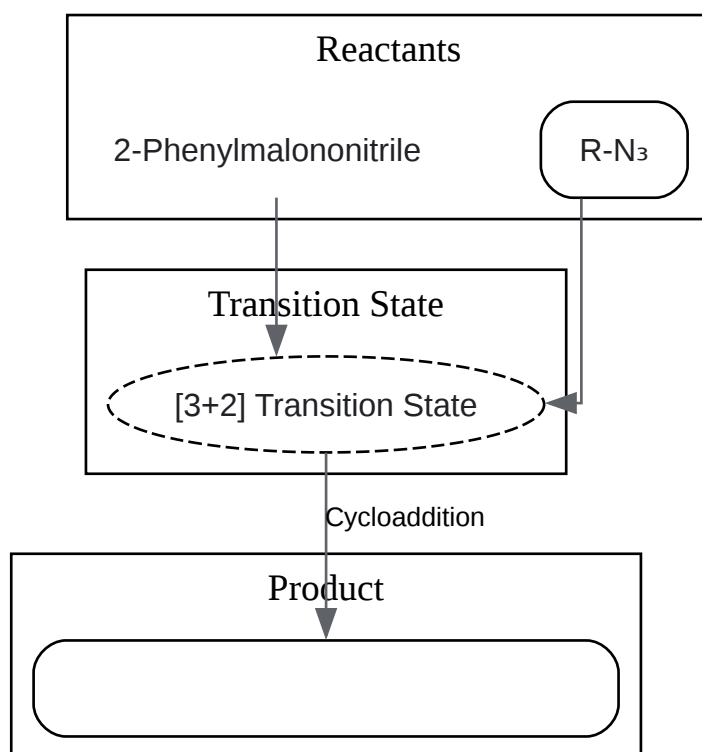 Reactants
2-Phenylmalononitrile
R-N₃
Transition State
[3+2] Transition State
Cycloaddition
Product